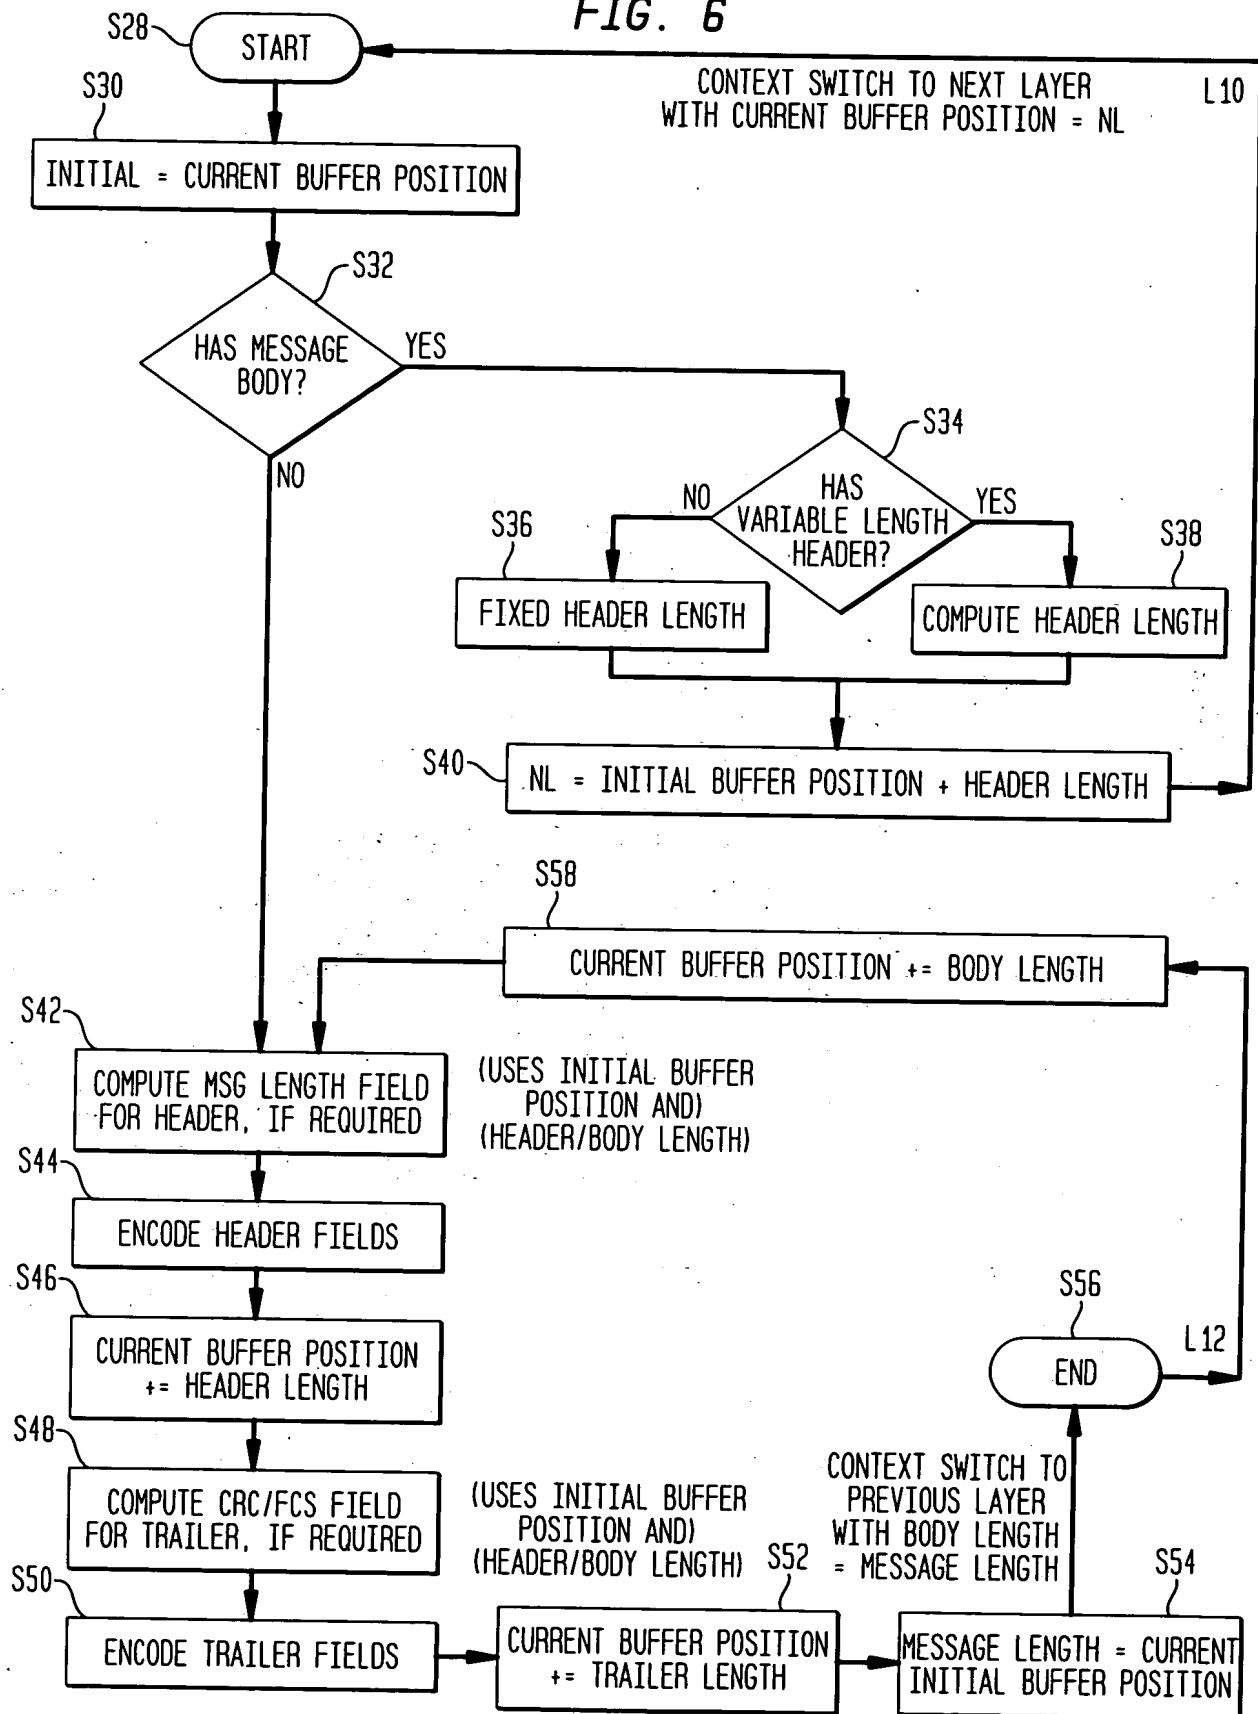 FIG. 6
S28
START
CONTEXT SWITCH TO NEXT LAYER
WITH CURRENT BUFFER POSITION = NL
L10
S30
INITIAL = CURRENT BUFFER POSITION
S32
HAS MESSAGE
BODY?
YES
NO
S34
HAS
VARIABLE LENGTH
HEADER?
NO
YES
S36
FIXED HEADER LENGTH
S38
COMPUTE HEADER LENGTH
S40
NL = INITIAL BUFFER POSITION + HEADER LENGTH
S58
CURRENT BUFFER POSITION += BODY LENGTH
S42
COMPUTE MSG LENGTH FIELD
FOR HEADER, IF REQUIRED
(USES INITIAL BUFFER
POSITION AND)
(HEADER/BODY LENGTH)
S44
ENCODE HEADER FIELDS
S46
CURRENT BUFFER POSITION
+= HEADER LENGTH
S48
COMPUTE CRC/FCS FIELD
FOR TRAILER, IF REQUIRED
(USES INITIAL BUFFER
POSITION AND)
(HEADER/BODY LENGTH)
S50
ENCODE TRAILER FIELDS
S52
CURRENT BUFFER POSITION
+= TRAILER LENGTH
S54
MESSAGE LENGTH = CURRENT
INITIAL BUFFER POSITION
CONTEXT SWITCH TO
PREVIOUS LAYER
WITH BODY LENGTH
= MESSAGE LENGTH
S56
END
L12